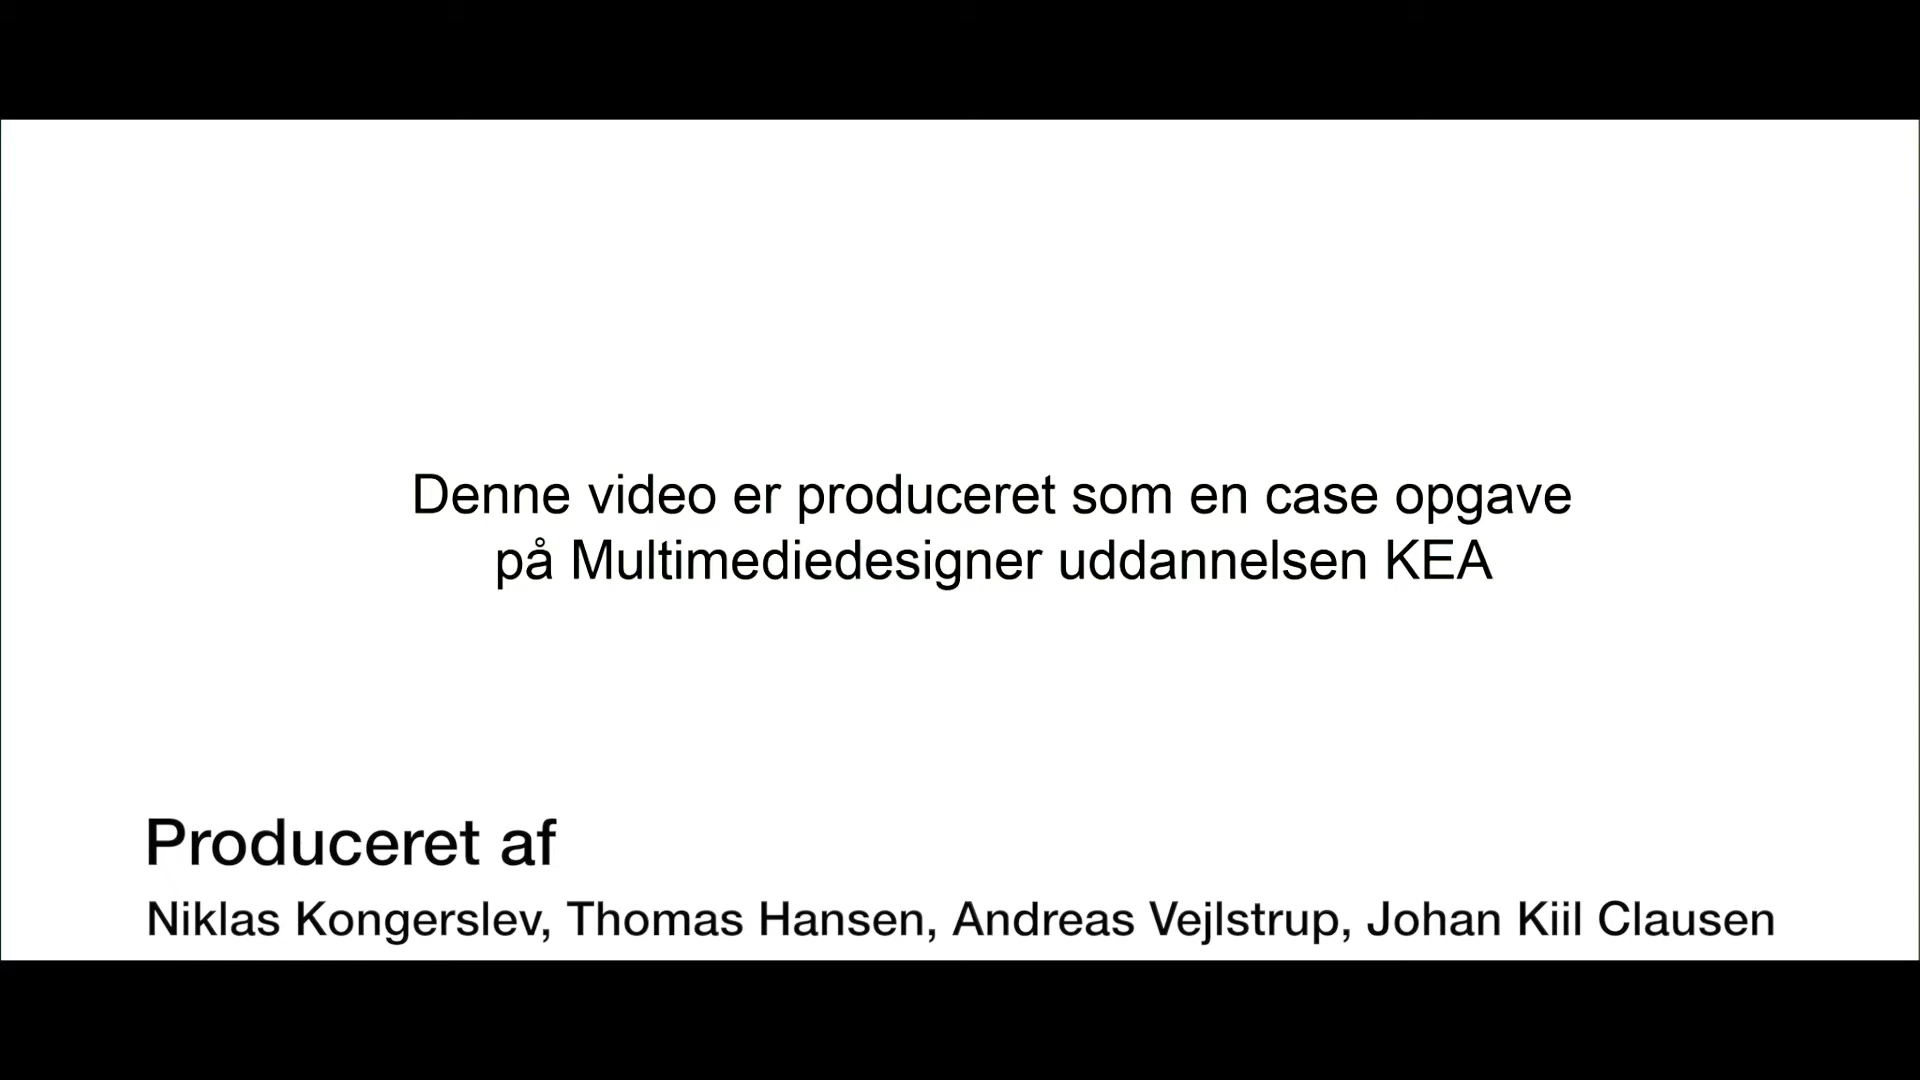 Denne video er produceret som en case opgave
på Multimediedesigner uddannelsen KEA
Produceret af
Niklas Kongerslev, Thomas Hansen, Andreas Vejlstrup, Johan Kiil Clausen